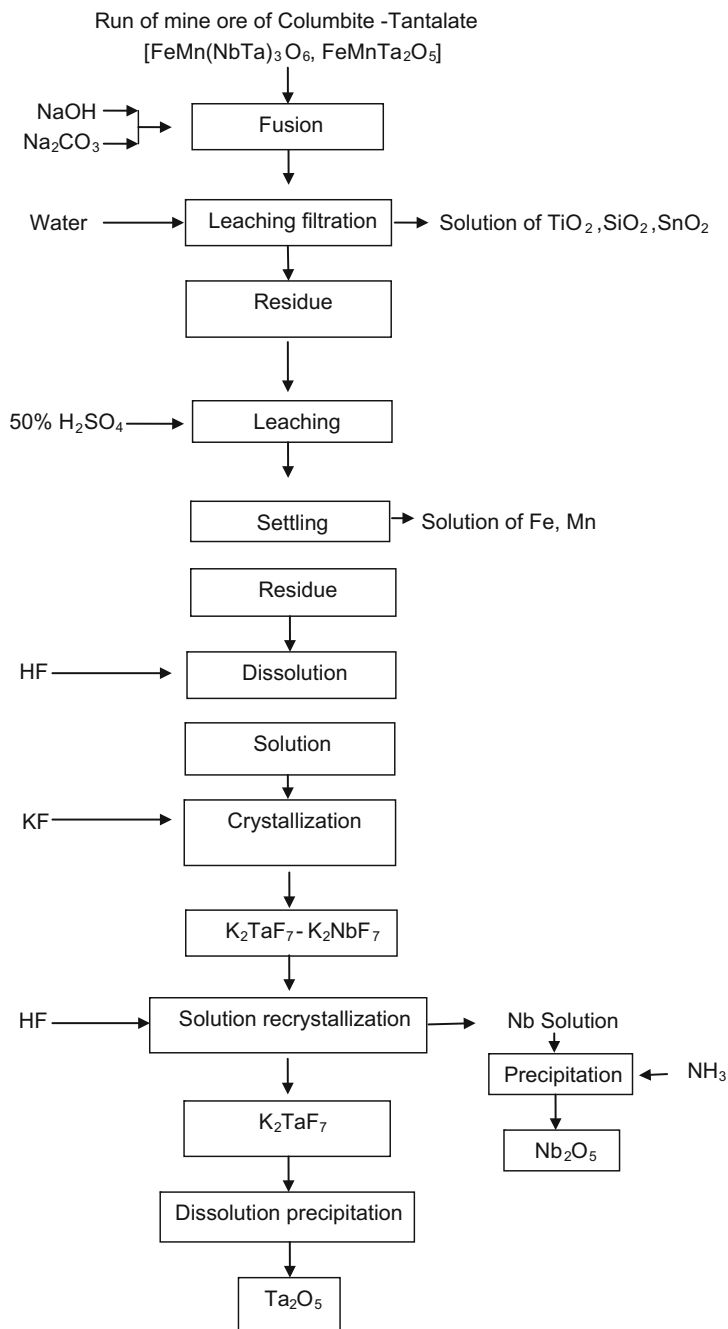 Run of mine ore of Columbite -Tantalate
[FeMn(NbTa)₃O₆, FeMnTa₂O₅]
NaOH
Na₂CO₃
Fusion
Water
Leaching filtration
Solution of TiO₂,SiO₂,SnO₂
Residue
50% H₂SO₄
Leaching
Settling
Solution of Fe, Mn
Residue
HF
Dissolution
Solution
KF
Crystallization
K₂TaF₇- K₂NbF₇
HF
Solution recrystallization
Nb Solution
Precipitation
NH₃
K₂TaF₇
Nb₂O₅
Dissolution precipitation
Ta₂O₅